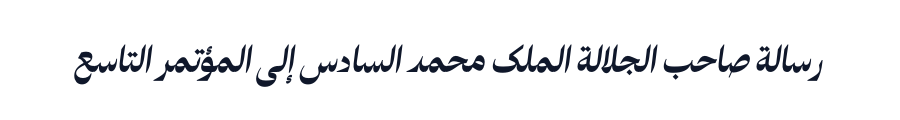 رسالة صاحب الجلالة الملك محمد السادس إلى المؤتمر التاسع